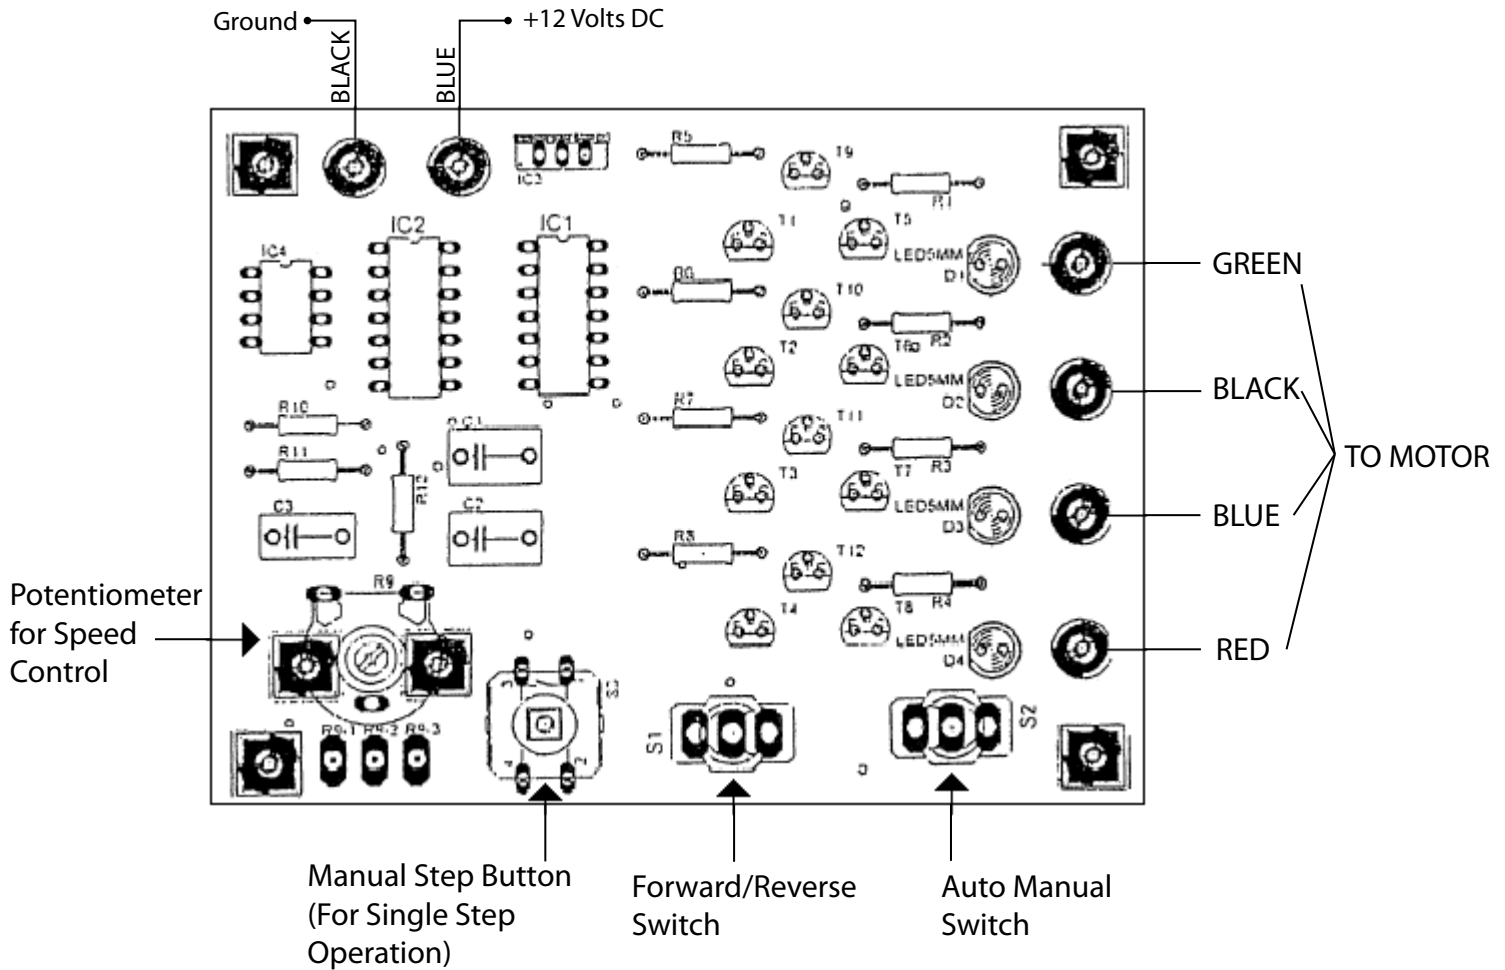 Ground
+12 Volts DC
BLACK
BLUE
R5
T9
IC3
R1
T1
T5
IC2
IC1
IC4
LED5MM
D1
GREEN
R6
T10
R2
T2
T6
LED5MM
D2
BLACK
R10
R7
T11
C1
R11
R12
T3
T7
R3
TO MOTOR
C3
C2
LED5MM
D3
BLUE
R8
T12
R9
T4
T8
R4
LED5MM
D4
RED
Potentiometer
for Speed
Control
S3
3
4
2
R9-1
R9-2
R9-3
S1
S2
Manual Step Button
(For Single Step
Operation)
Forward/Reverse
Switch
Auto Manual
Switch